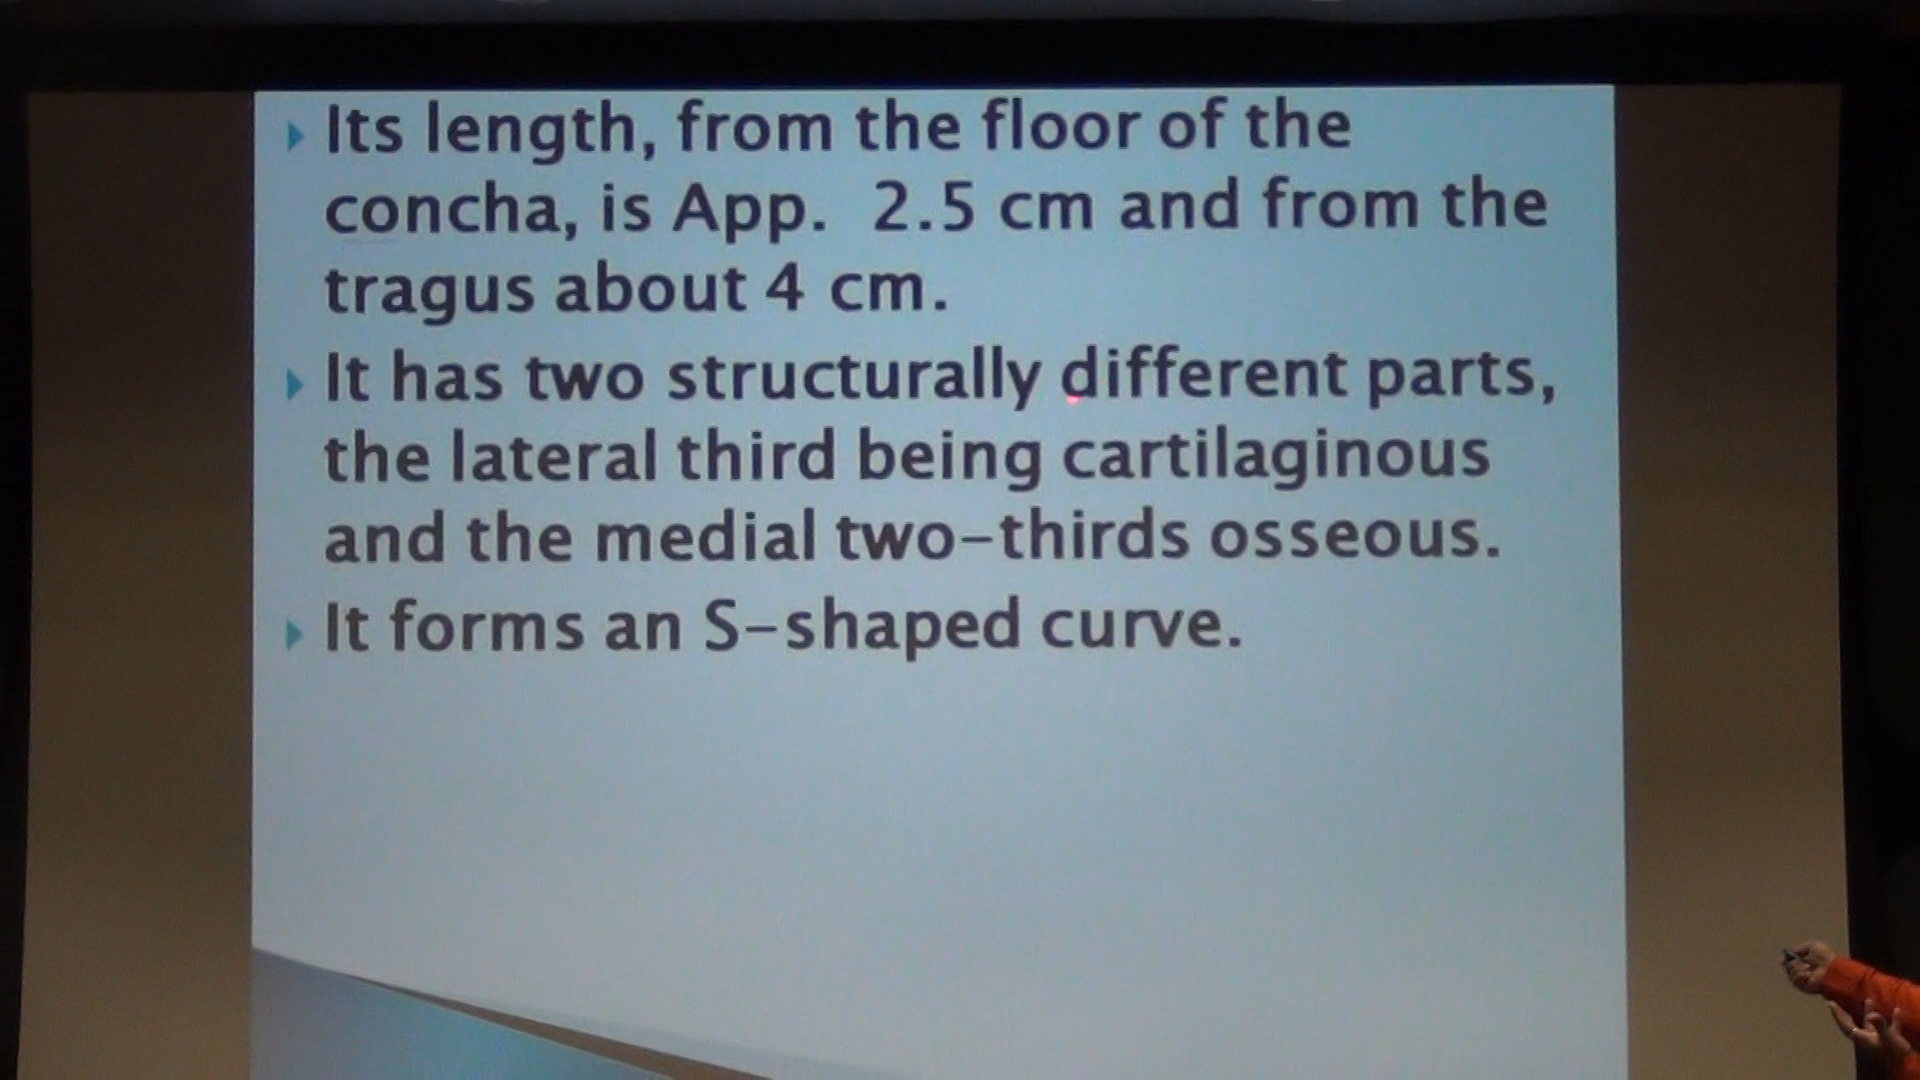 Its length, from the floor of the
concha, is App. 2.5 cm and from the
tragus about 4 cm.
It has two structurally different parts,
the lateral third being cartilaginous
and the medial two-thirds osseous.
It forms an S-shaped curve.